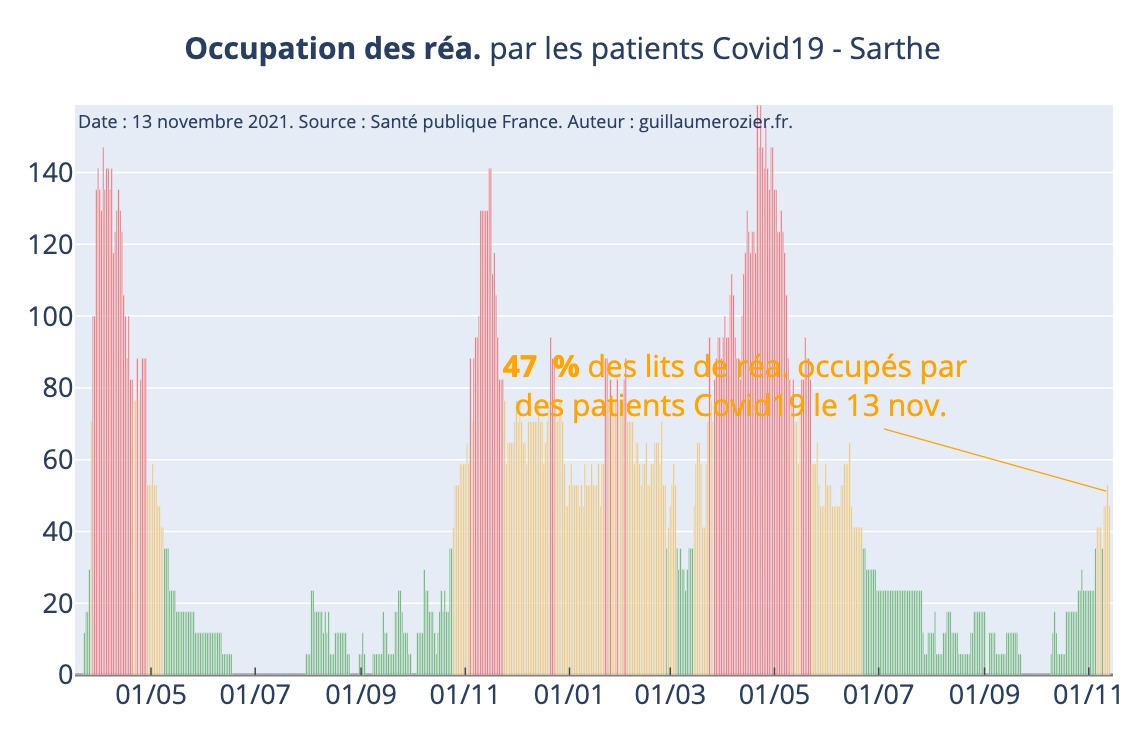 Occupation des réa. par les patients Covid19 - Sarthe
Date : 13 novembre 2021. Source : Santé publique France. Auteur : guillaumerozier.fr.
140
120
100
80
60
40
20
0
47 % des lits de réa. occupés par
des patients Covid19 le 13 nov.
01/05 01/07 01/09 01/11 01/01 01/03 01/05 01/07 01/09 01/11